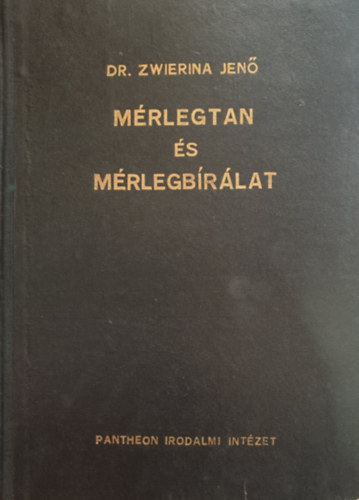 DR. ZWIERINA JENŐ
MÉRLEGTAN
ÉS
MÉRLEGBÍRÁLAT
PANTHEON IRODALMI INTÉZET